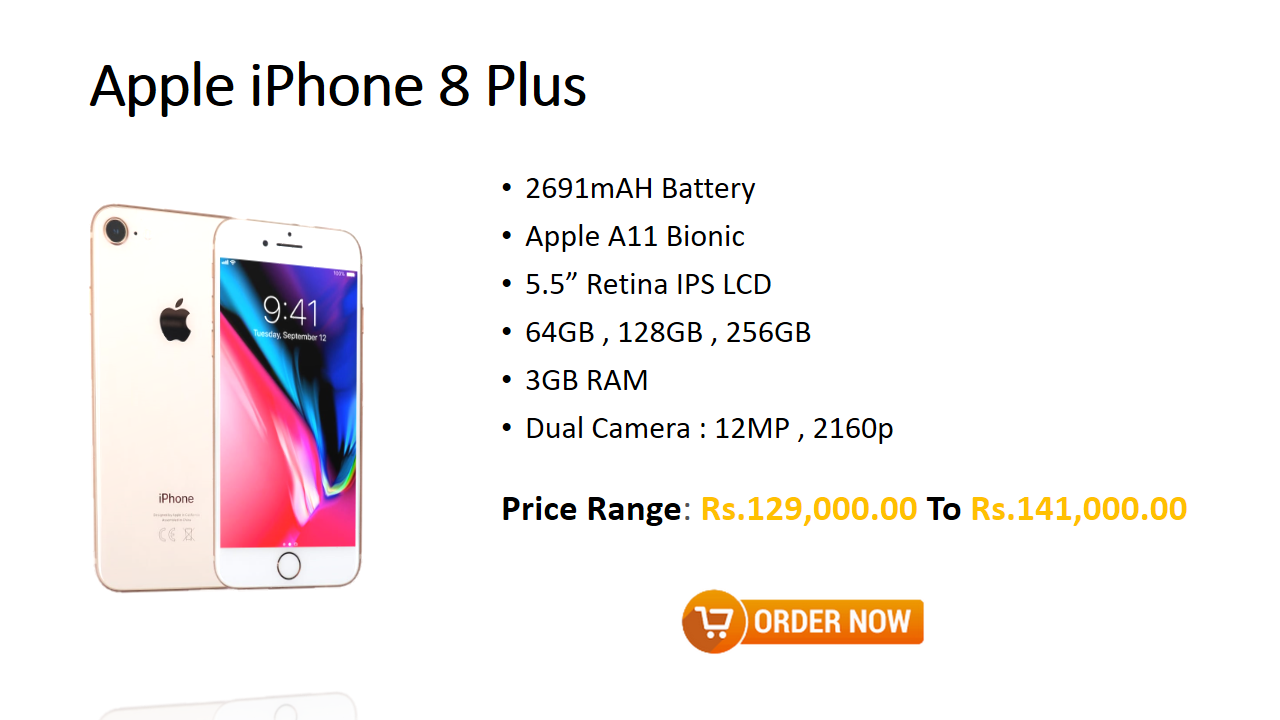 Apple iPhone 8 Plus
• 2691mAH Battery
• Apple A11 Bionic
• 5.5” Retina IPS LCD
• 64GB , 128GB , 256GB
• 3GB RAM
• Dual Camera : 12MP , 2160p
Price Range: Rs.129,000.00 To Rs.141,000.00
ORDER NOW
100%
9:41
Tuesday, September 12
iPhone